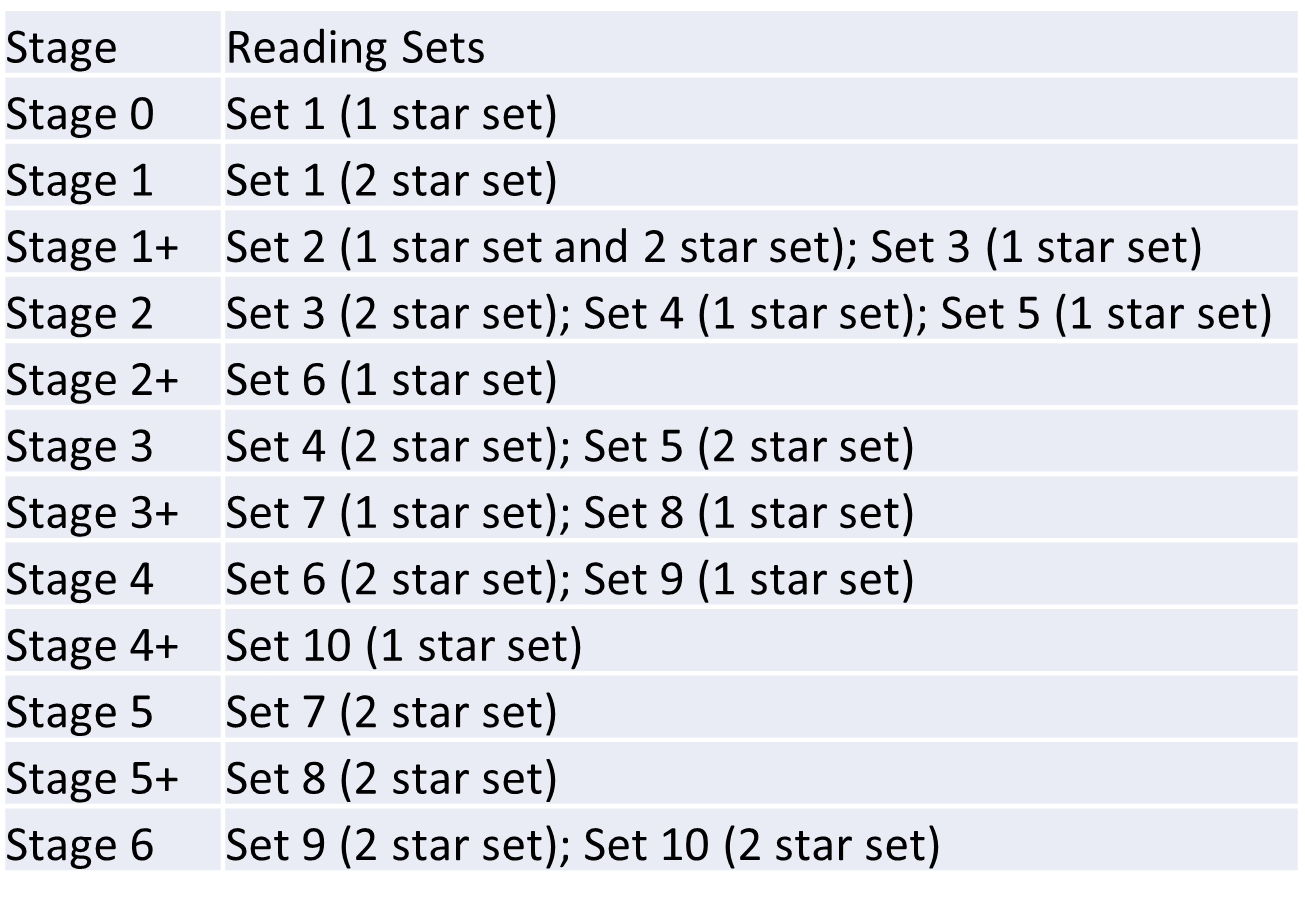 Stage Reading Sets
Stage 0 Set 1 (1 star set)
Stage 1 Set 1 (2 star set)
Stage 1+ Set 2 (1 star set and 2 star set); Set 3 (1 star set)
Stage 2 Set 3 (2 star set); Set 4 (1 star set); Set 5 (1 star set)
Stage 2+ Set 6 (1 star set)
Stage 3 Set 4 (2 star set); Set 5 (2 star set)
Stage 3+ Set 7 (1 star set); Set 8 (1 star set)
Stage 4 Set 6 (2 star set); Set 9 (1 star set)
Stage 4+ Set 10 (1 star set)
Stage 5 Set 7 (2 star set)
Stage 5+ Set 8 (2 star set)
Stage 6 Set 9 (2 star set); Set 10 (2 star set)